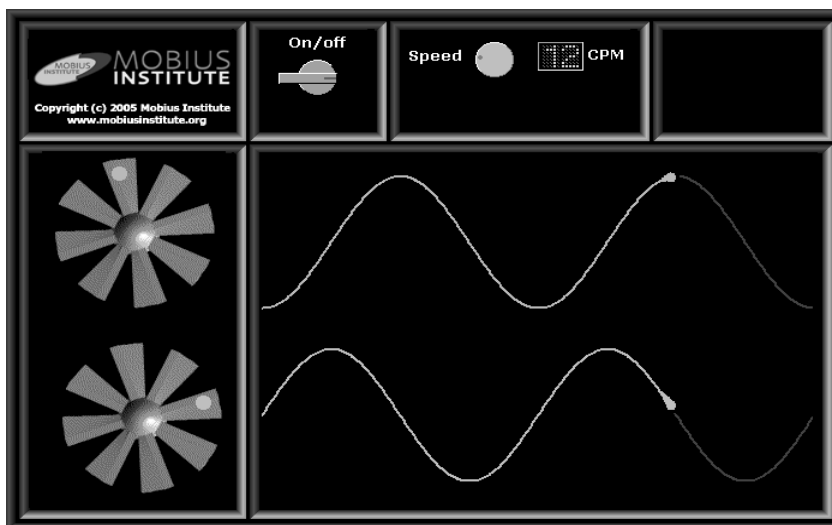 MOBIUS
INSTITUTE
MOBIUS
INSTITUTE
Copyright (c) 2005 Mobius Institute
www.mobiusinstitute.org
On/off
Speed
12 CPM